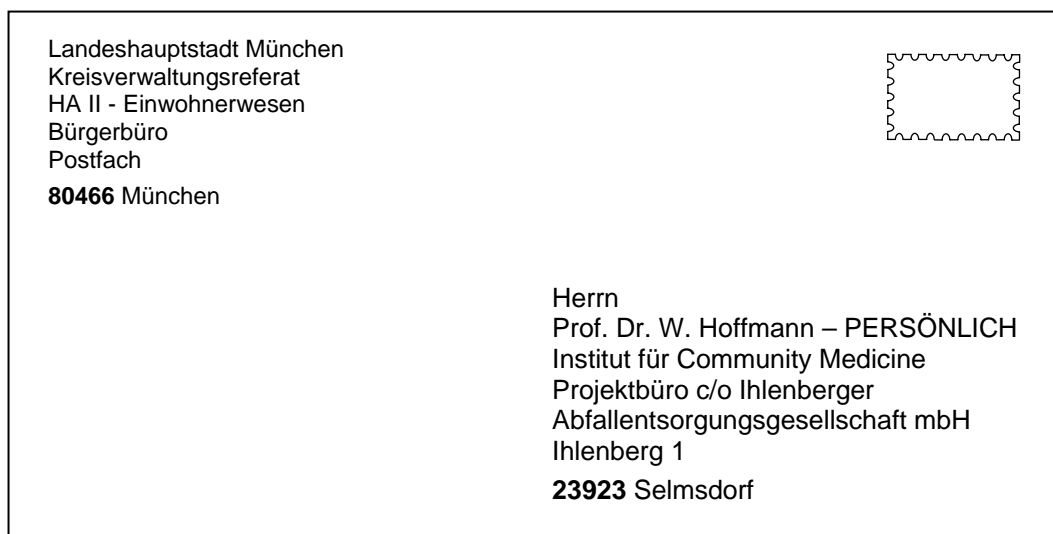 Landeshauptstadt München
Kreisverwaltungsreferat
HA II - Einwohnerwesen
Bürgerbüro
Postfach
80466 München
Herrn
Prof. Dr. W. Hoffmann – PERSÖNLICH
Institut für Community Medicine
Projektbüro c/o Ihlenberger
Abfallentsorgungsgesellschaft mbH
Ihlenberg 1
23923 Selmsdorf